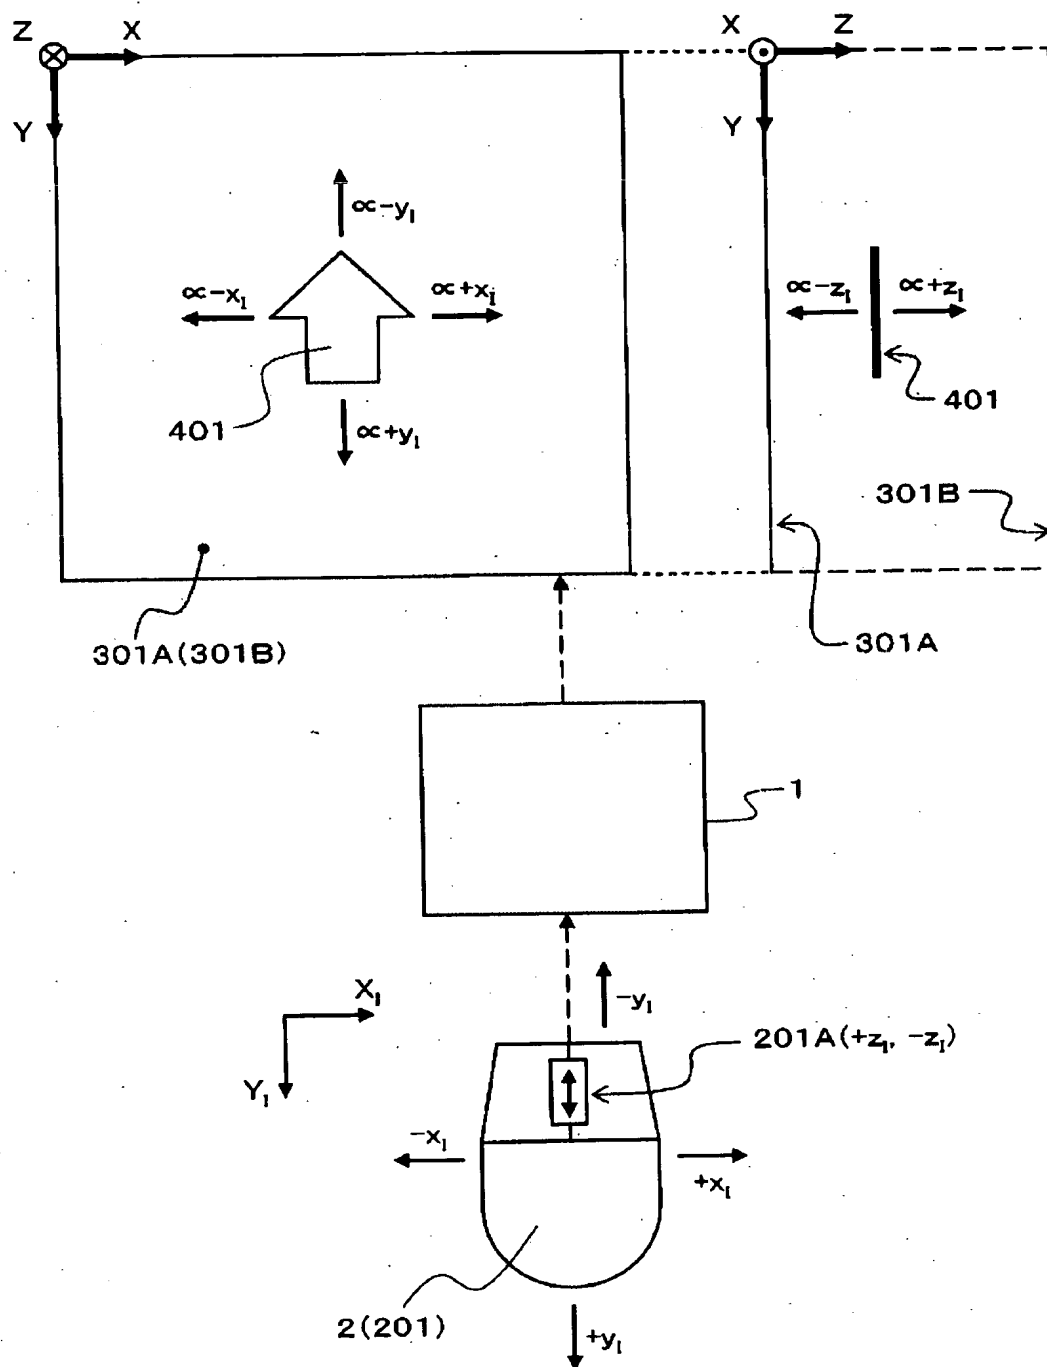 Z X
X Z
Y
Y
∝-y₁
∝-x₁
∝+x₁
∝-z₁
∝+z₁
401
401
∝+y₁
301B
301A(301B)
301A
1
X₁
-y₁
201A(+z₁, -z₁)
Y₁
-x₁
+x₁
2(201)
+y₁